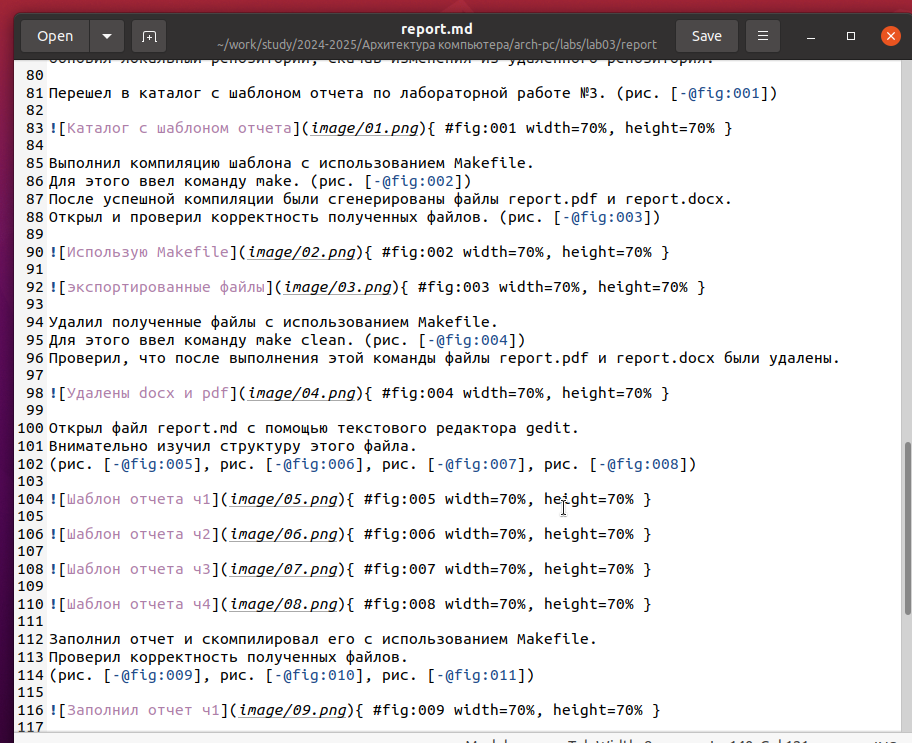 Open
report.md
~/work/study/2024-2025/Архитектура компьютера/arch-pc/labs/lab03/report
Save
Обновил локальный репозиторий, скачав изменения из удаленного репозитория.
80
81 Перешел в каталог с шаблоном отчета по лабораторной работе №3. (рис. [-@fig:001])
82
83 ![Каталог с шаблоном отчета](image/01.png){ #fig:001 width=70%, height=70% }
84
85 Выполнил компиляцию шаблона с использованием Makefile.
86 Для этого ввел команду make. (рис. [-@fig:002])
87 После успешной компиляции были сгенерированы файлы report.pdf и report.docx.
88 Открыл и проверил корректность полученных файлов. (рис. [-@fig:003])
89
90 ![Использую Makefile](image/02.png){ #fig:002 width=70%, height=70% }
91
92 ![экспортированные файлы](image/03.png){ #fig:003 width=70%, height=70% }
93
94 Удалил полученные файлы с использованием Makefile.
95 Для этого ввел команду make clean. (рис. [-@fig:004])
96 Проверил, что после выполнения этой команды файлы report.pdf и report.docx были удалены.
97
98 ![Удалены docx и pdf](image/04.png){ #fig:004 width=70%, height=70% }
99
100 Открыл файл report.md с помощью текстового редактора gedit.
101 Внимательно изучил структуру этого файла.
102 (рис. [-@fig:005], рис. [-@fig:006], рис. [-@fig:007], рис. [-@fig:008])
103
104 ![Шаблон отчета ч1](image/05.png){ #fig:005 width=70%, height=70% }
105
106 ![Шаблон отчета ч2](image/06.png){ #fig:006 width=70%, height=70% }
107
108 ![Шаблон отчета ч3](image/07.png){ #fig:007 width=70%, height=70% }
109
110 ![Шаблон отчета ч4](image/08.png){ #fig:008 width=70%, height=70% }
111
112 Заполнил отчет и скомпилировал его с использованием Makefile.
113 Проверил корректность полученных файлов.
114 (рис. [-@fig:009], рис. [-@fig:010], рис. [-@fig:011])
115
116 ![Заполнил отчет ч1](image/09.png){ #fig:009 width=70%, height=70% }
117